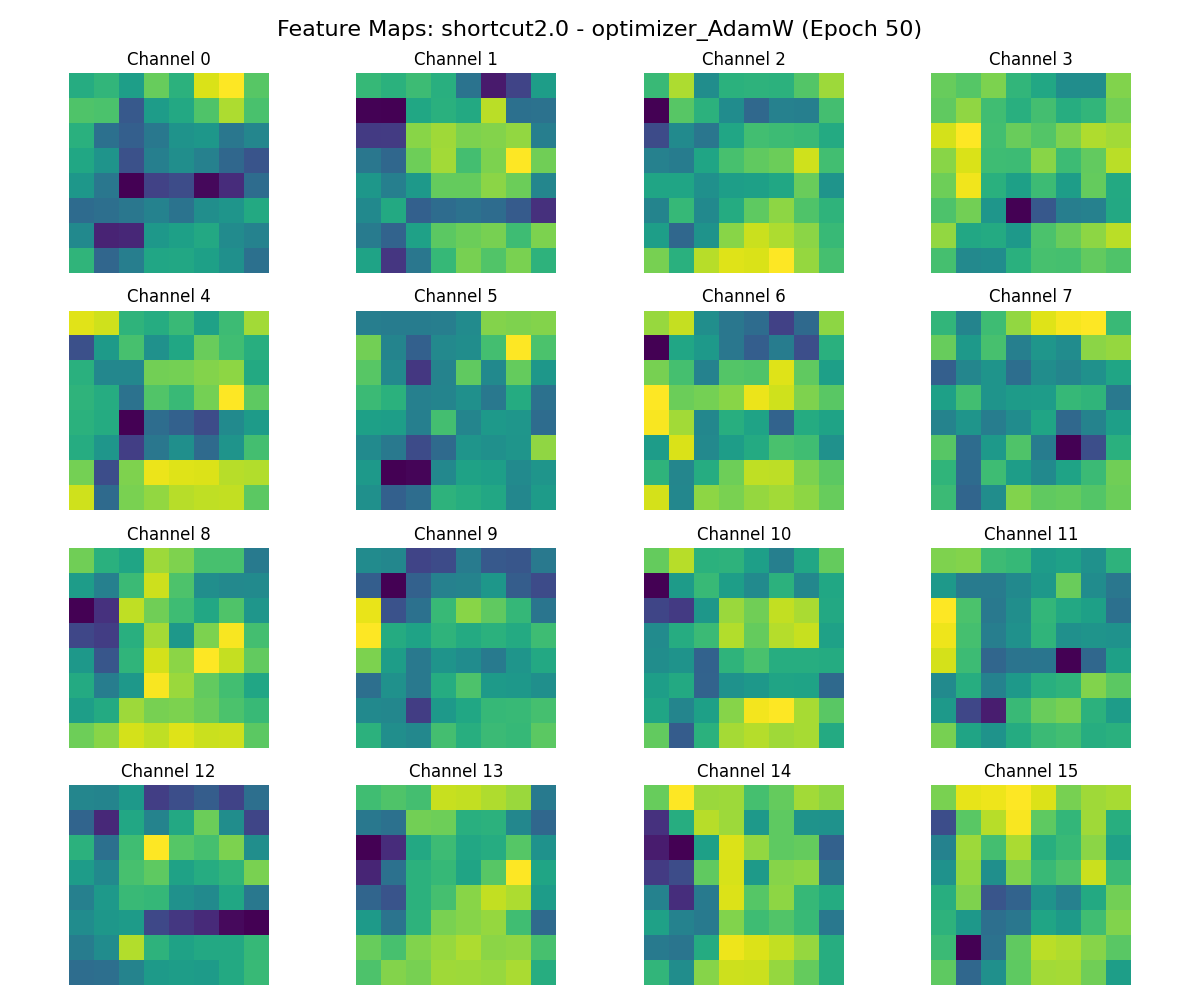 Feature Maps: shortcut2.0 - optimizer_AdamW (Epoch 50)
Channel 0
Channel 1
Channel 2
Channel 3
Channel 4
Channel 5
Channel 6
Channel 7
Channel 8
Channel 9
Channel 10
Channel 11
Channel 12
Channel 13
Channel 14
Channel 15